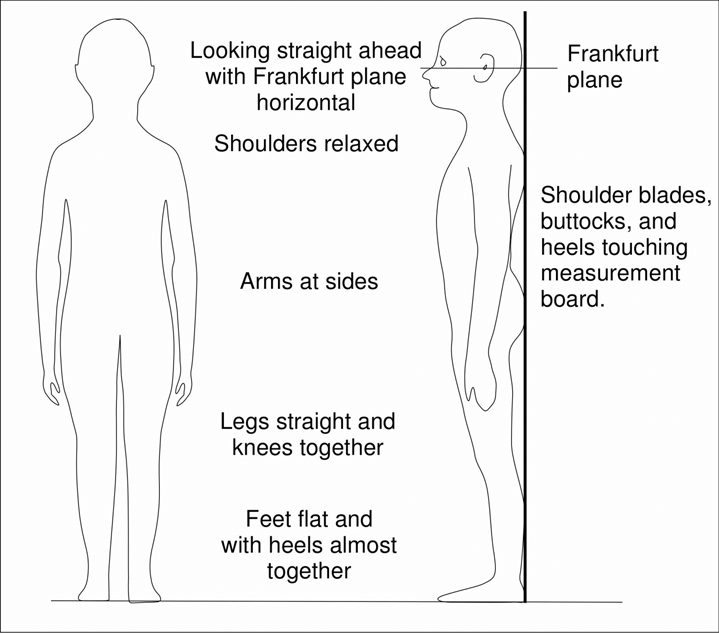 Looking straight ahead
with Frankfurt plane
horizontal
Frankfurt
plane
Shoulders relaxed
Shoulder blades,
buttocks, and
heels touching
measurement
board.
Arms at sides
Legs straight and
knees together
Feet flat and
with heels almost
together